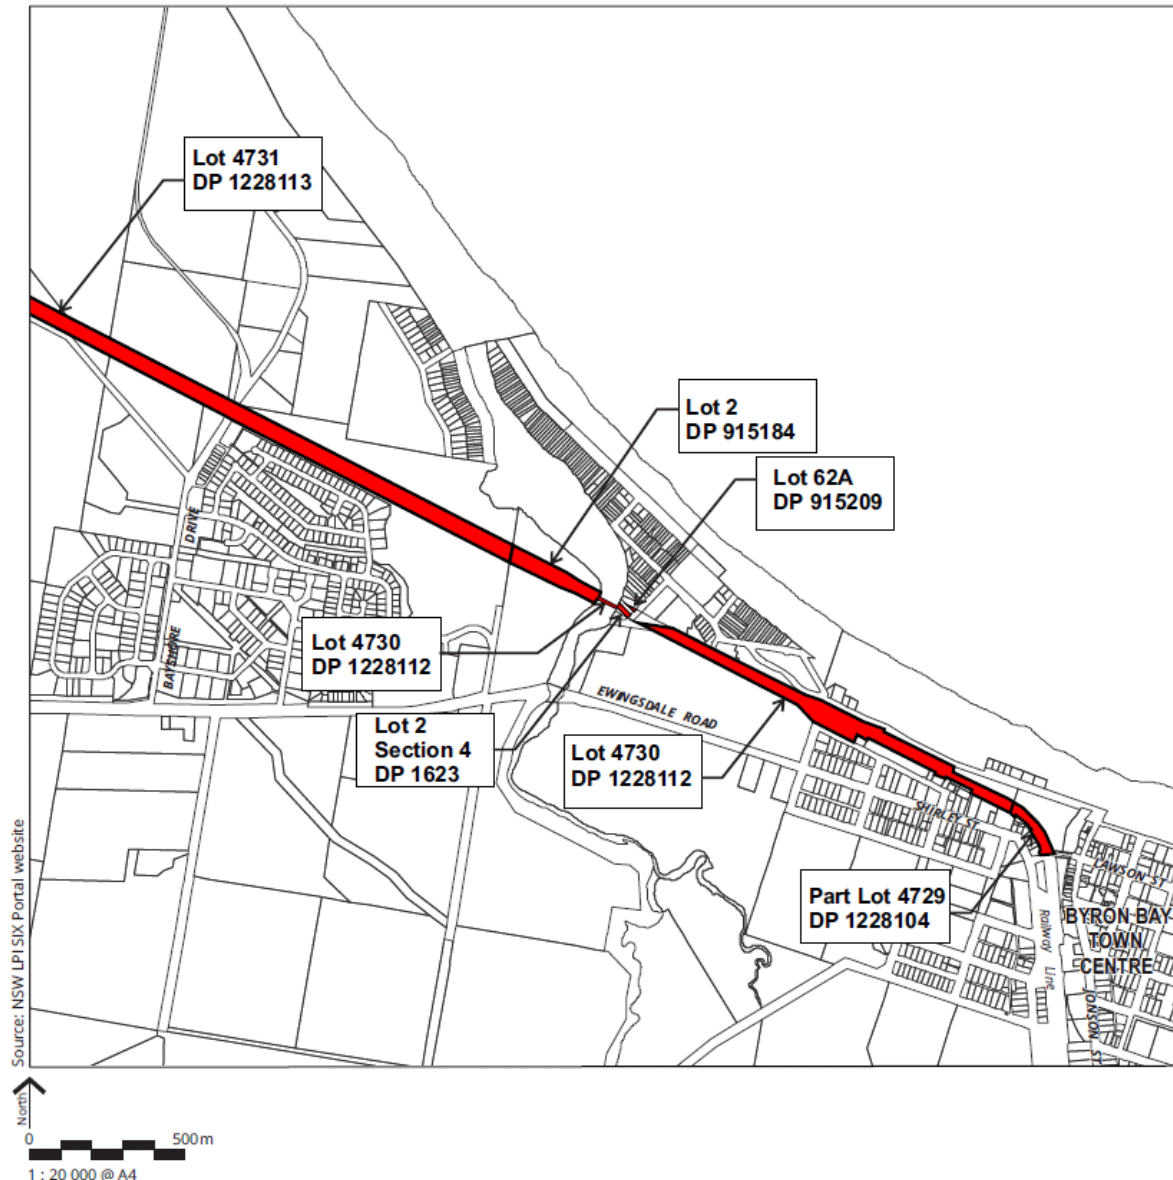 Lot 4731
DP 1228113
Lot 2
DP 915184
Lot 62A
DP 915209
DRIVE
BAYSHORE
Lot 4730
DP 1228112
EWINGSDALE ROAD
Lot 2
Section 4
DP 1623
Lot 4730
DP 1228112
SHIRLEY ST
LAWSON ST
Part Lot 4729
DP 1228104
BYRON BAY
TOWN
CENTRE
Railway Line
JONSON ST
Source: NSW LPI SIX Portal website
North
0 500m
1 : 20 000 @ A4